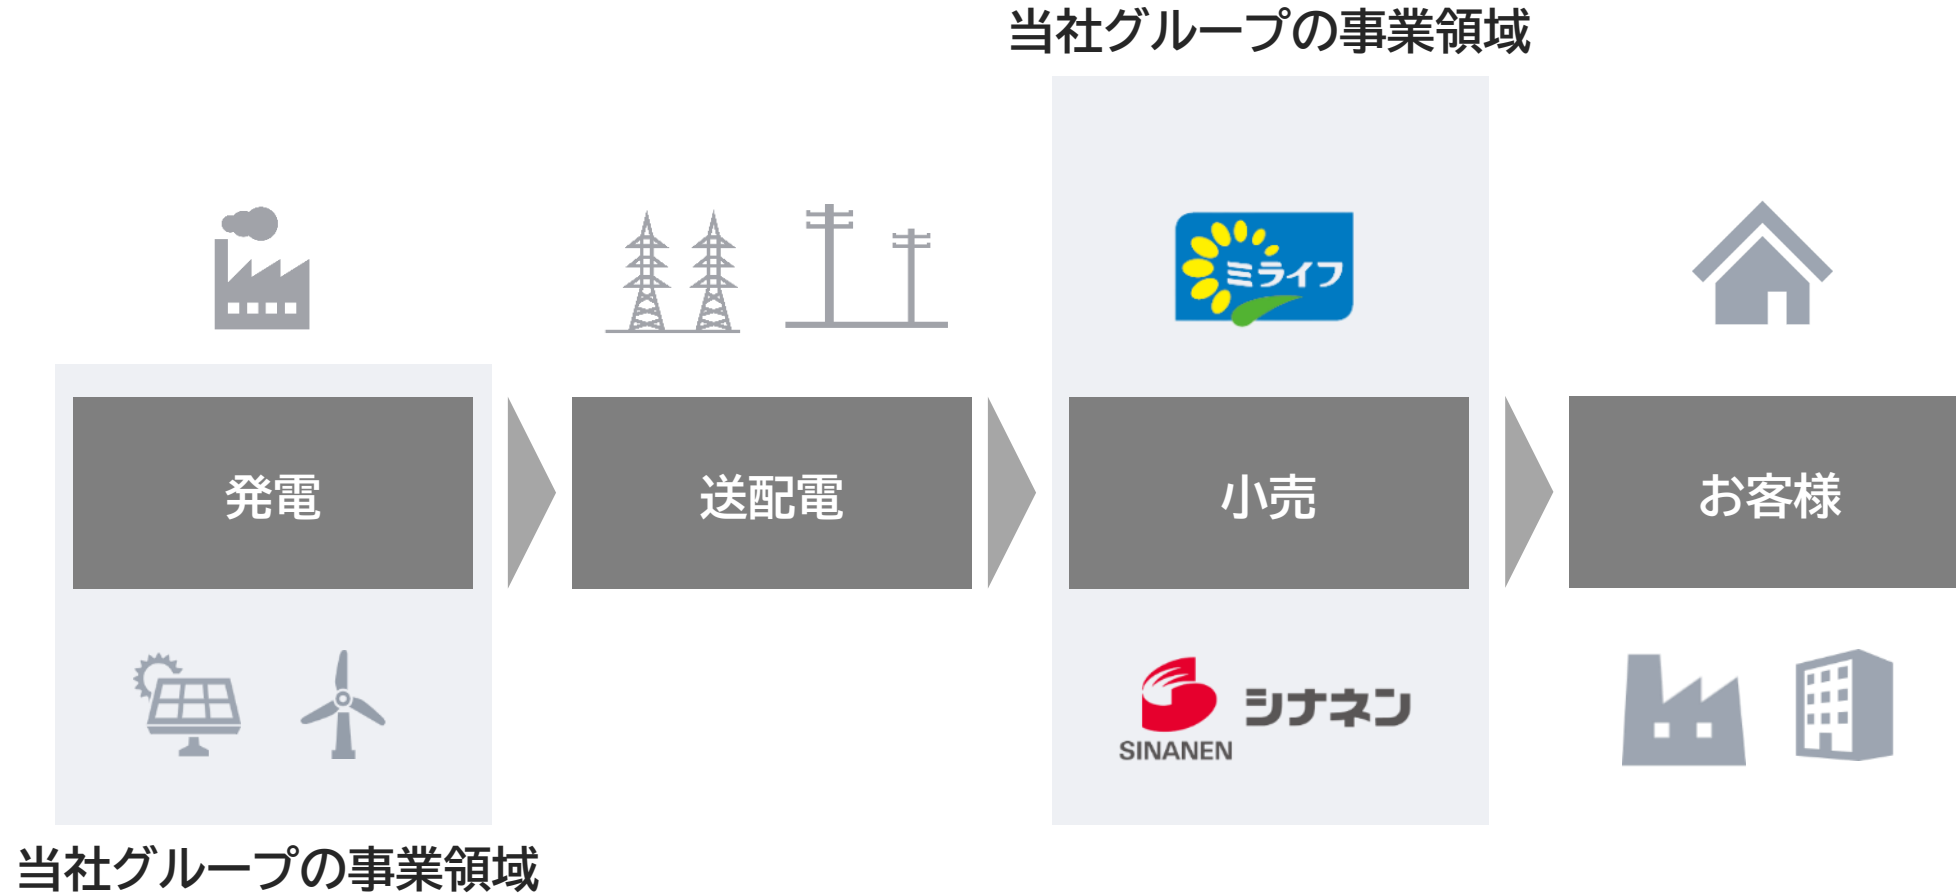 当社グループの事業領域
ミライフ
発電
送配電
小売
お客様
シナネン
SINANEN
当社グループの事業領域